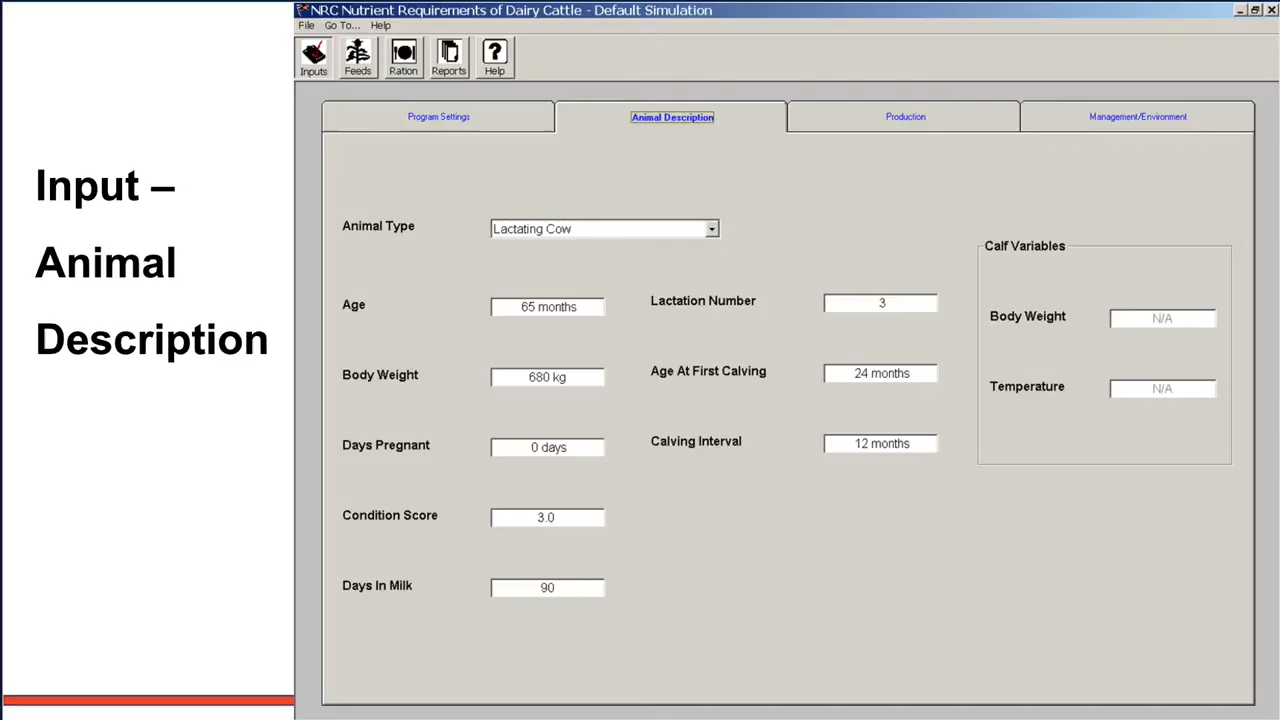 Input –
Animal
Description
NRC Nutrient Requirements of Dairy Cattle - Default Simulation
File Go To... Help
Inputs Feeds Ration Reports Help
Program Settings Animal Description Production Management/Environment
Animal Type Lactating Cow
Age 65 months
Body Weight 680 kg
Days Pregnant 0 days
Condition Score 3.0
Days In Milk 90
Lactation Number 3
Age At First Calving 24 months
Calving Interval 12 months
Calf Variables
Body Weight N/A
Temperature N/A